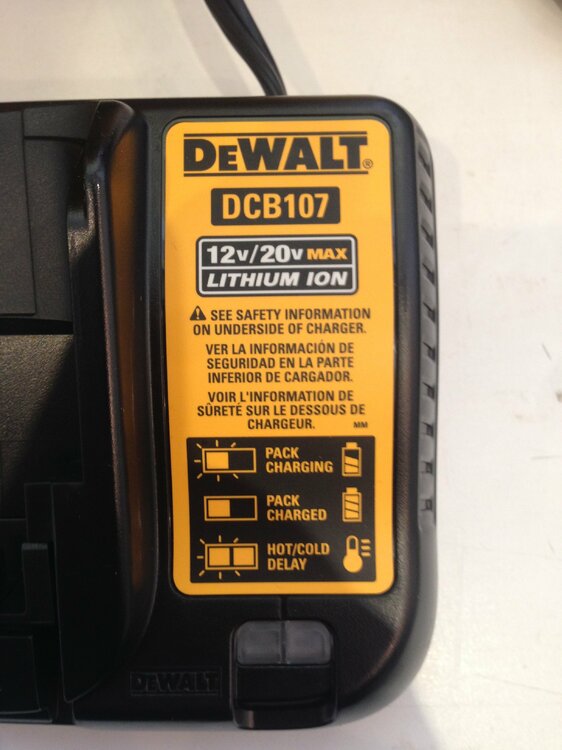 DEWALT®
DCB107
12V/20V MAX
LITHIUM ION
⚠ SEE SAFETY INFORMATION
ON UNDERSIDE OF CHARGER.
VER LA INFORMACIÓN DE
SEGURIDAD EN LA PARTE
INFERIOR DE CARGADOR.
VOIR L'INFORMATION DE
SÛRETÉ SUR LE DESSOUS DE
CHARGEUR.
MM
PACK
CHARGING
PACK
CHARGED
HOT/COLD
DELAY
DEWALT